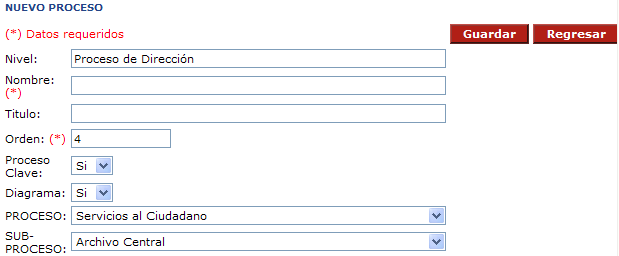 NUEVO PROCESO
(*) Datos requeridos
Guardar Regresar
Nivel: Proceso de Dirección
Nombre:
(*)
Titulo:
Orden: (*) 4
Proceso
Clave: Si
Diagrama: Si
PROCESO: Servicios al Ciudadano
SUB-
PROCESO: Archivo Central